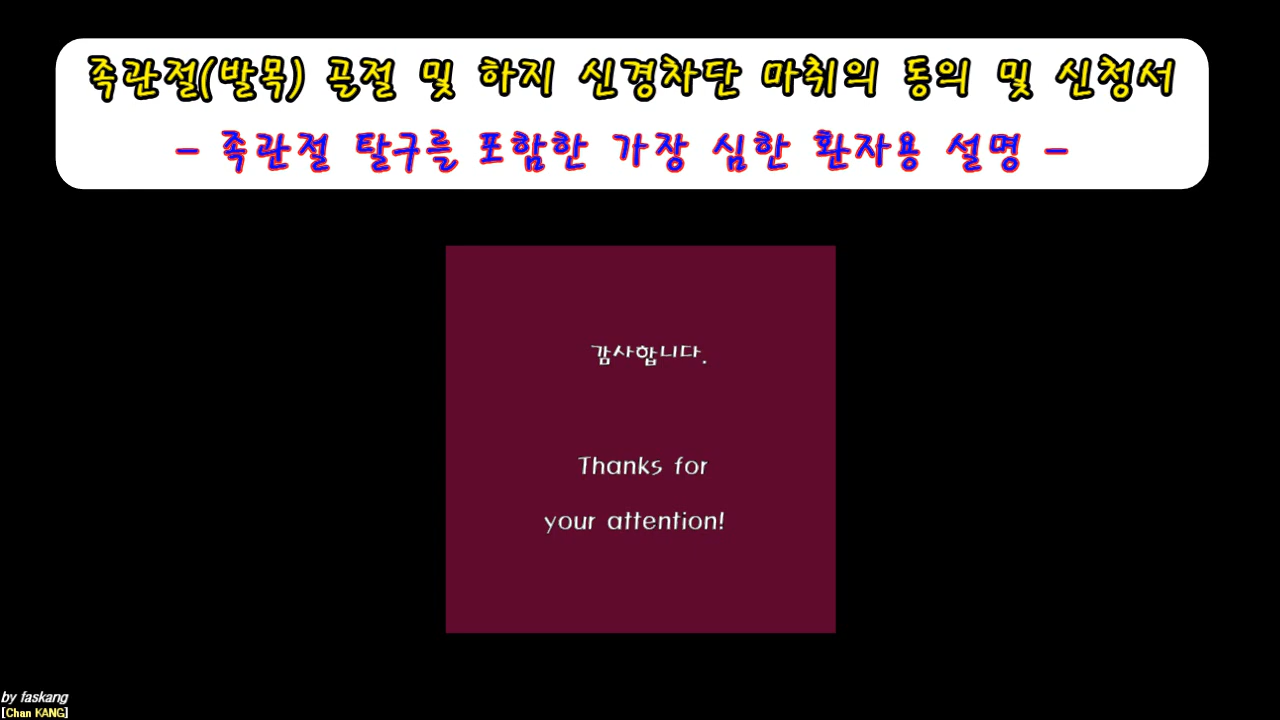 족관절(발목) 골절 및 하지 신경차단 마취의 동의 및 신청서
- 족관절 탈구를 포함한 가장 심한 환자용 설명 -
감사합니다.
Thanks for
your attention!
by faskang
[Chan KANG]